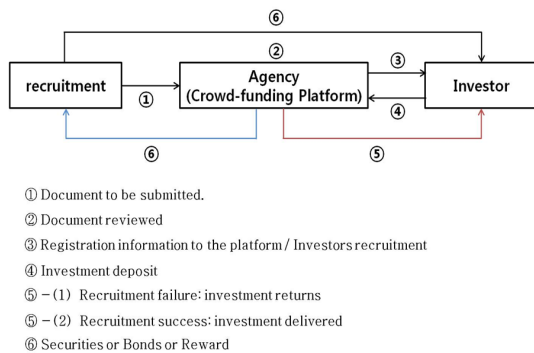 ⑥
②
③
recruitment
Agency
(Crowd-funding Platform)
Investor
①
④
⑥
⑤
① Document to be submitted.
② Document reviewed
③ Registration information to the platform / Investors recruitment
④ Investment deposit
⑤ -(1) Recruitment failure: investment returns
⑤ -(2) Recruitment success: investment delivered
⑥ Securities or Bonds or Reward